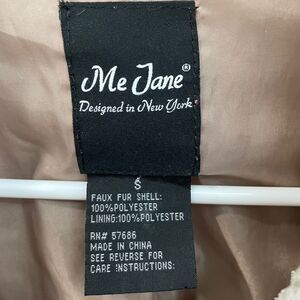 Me Jane®
Designed in New York
S
FAUX FUR SHELL:
100%POLYESTER
LINING:100%POLYESTER
RN# 57686
MADE IN CHINA
SEE REVERSE FOR
CARE INSTRUCTIONS: